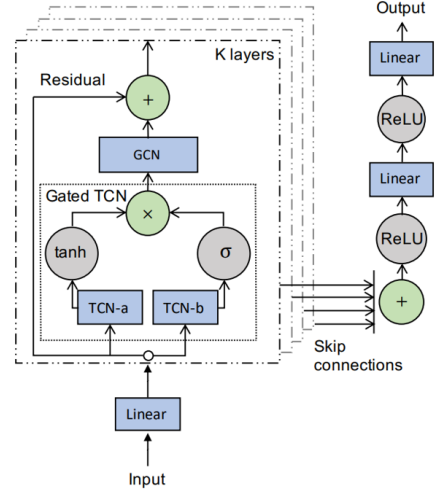 Output
K layers
Residual
Linear
+
ReLU
GCN
Linear
Gated TCN
×
tanh
σ
ReLU
TCN-a
TCN-b
+
Skip
connections
Linear
Input